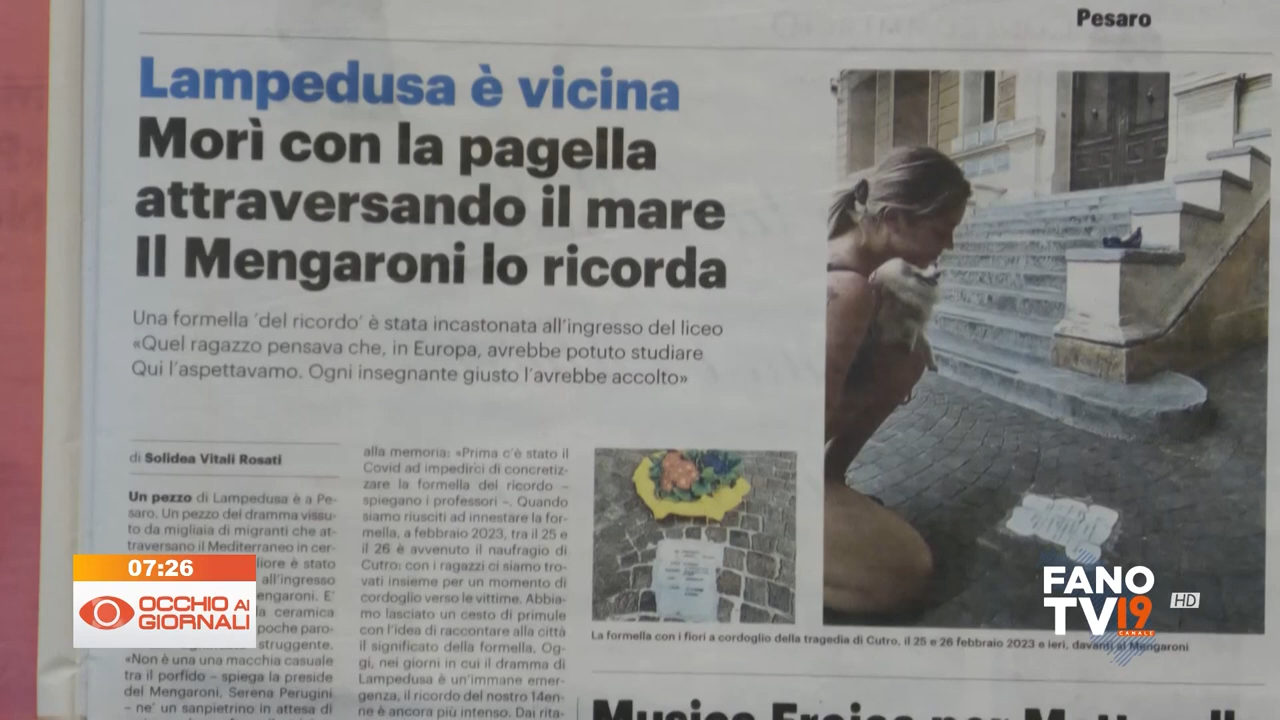 Pesaro
Lampedusa è vicina
Morì con la pagella
attraversando il mare
Il Mengaroni lo ricorda
Una formella 'del ricordo' è stata incastonata all'ingresso del liceo
«Quel ragazzo pensava che, in Europa, avrebbe potuto studiare
Qui l'aspettavamo. Ogni insegnante giusto l'avrebbe accolto»
di Solidea Vitali Rosati
Un pezzo di Lampedusa è a Pe-
saro. Un pezzo del dramma vissu-
to da migliaia di migranti che at-
traversano il Mediterraneo in cer-
liore è stato
all'ingresso
engaroni. E'
la ceramica
poche paro-
struggente.
«Non è una una macchia casuale
tra il porfido – spiega la preside
del Mengaroni, Serena Perugini
– ne' un sanpietrino in attesa di
alla memoria: «Prima c'è stato il
Covid ad impedirci di concretiz-
zare la formella del ricordo –
spiegano i professori –. Quando
siamo riusciti ad innestare la for-
mella, a febbraio 2023, tra il 25 e
il 26 è avvenuto il naufragio di
Cutro: con i ragazzi ci siamo tro-
vati insieme per un momento di
cordoglio verso le vittime. Abbia-
mo lasciato un cesto di primule
con l'idea di raccontare alla città
il significato della formella. Og-
gi, nei giorni in cui il dramma di
Lampedusa è un'immane emer-
genza, il ricordo del nostro 14en-
ne è ancora più intenso. Dai rita-
La formella con i fiori a cordoglio della tragedia di Cutro, il 25 e 26 febbraio 2023 e ieri, davanti al Mengaroni
07:26
OCCHIO AI
GIORNALI
FANO
TV19
CANALE
HD